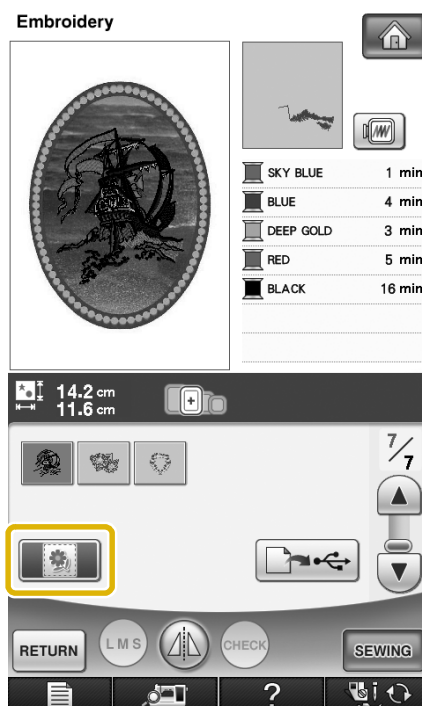 Embroidery
SKY BLUE 1 min
BLUE 4 min
DEEP GOLD 3 min
RED 5 min
BLACK 16 min
14.2 cm
11.6 cm
7/7
RETURN
L M S
CHECK
SEWING
?